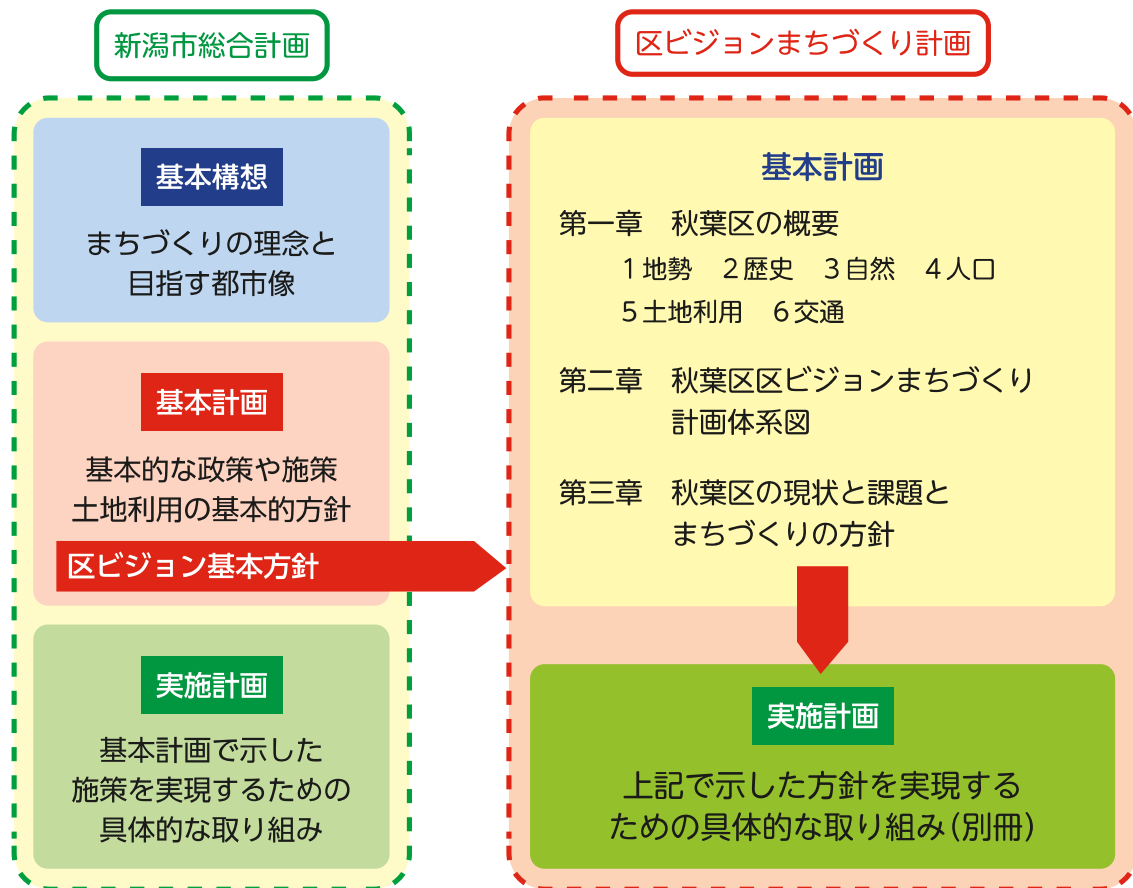 新潟市総合計画
基本構想
まちづくりの理念と
目指す都市像
基本計画
基本的な政策や施策
土地利用の基本的方針
区ビジョン基本方針
実施計画
基本計画で示した
施策を実現するための
具体的な取り組み
区ビジョンまちづくり計画
基本計画
第一章　秋葉区の概要
1地勢　2歴史　3自然　4人口
5土地利用　6交通
第二章　秋葉区区ビジョンまちづくり
計画体系図
第三章　秋葉区の現状と課題と
まちづくりの方針
実施計画
上記で示した方針を実現する
ための具体的な取り組み(別冊)